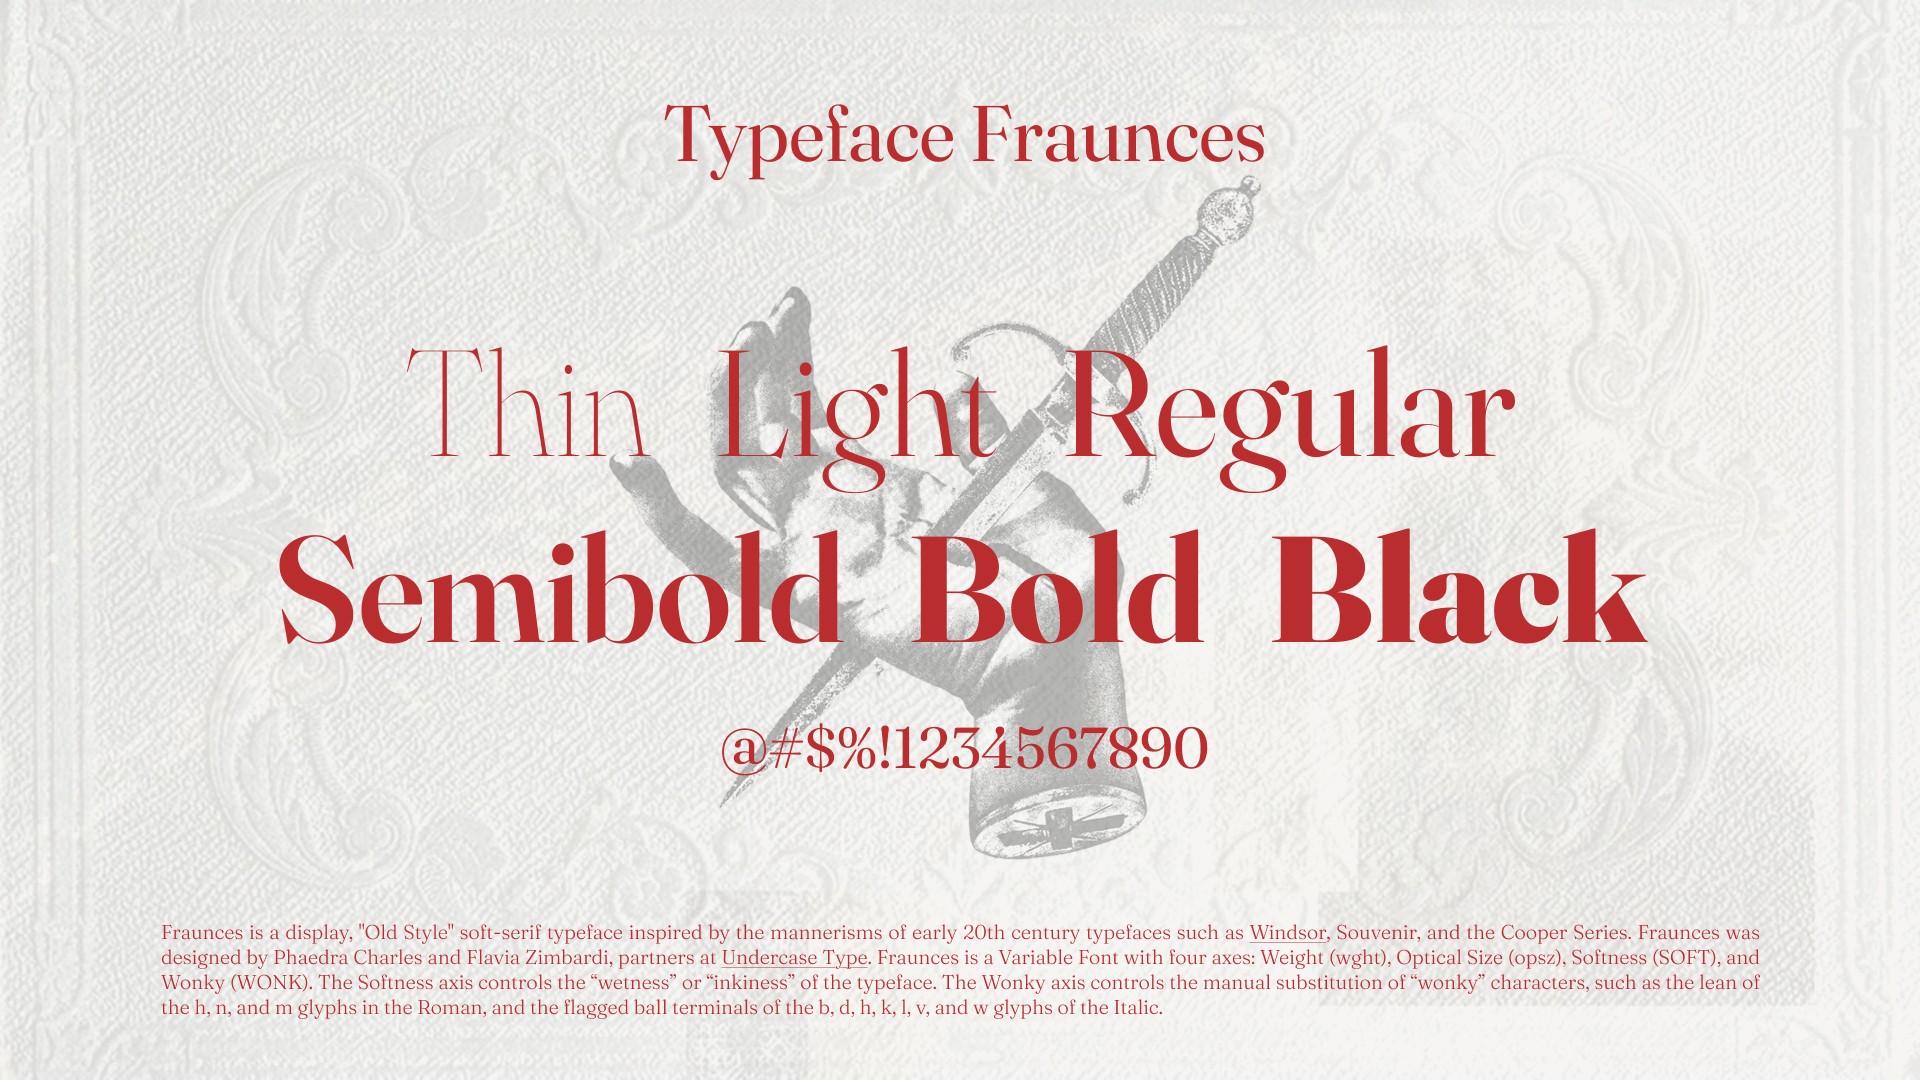 Typeface Fraunces
Thin Light Regular
Semibold Bold Black
@#$%!1234567890
Fraunces is a display, "Old Style" soft-serif typeface inspired by the mannerisms of early 20th century typefaces such as Windsor, Souvenir, and the Cooper Series. Fraunces was
designed by Phaedra Charles and Flavia Zimbardi, partners at Undercase Type. Fraunces is a Variable Font with four axes: Weight (wght), Optical Size (opsz), Softness (SOFT), and
Wonky (WONK). The Softness axis controls the “wetness” or “inkiness” of the typeface. The Wonky axis controls the manual substitution of “wonky” characters, such as the lean of
the h, n, and m glyphs in the Roman, and the flagged ball terminals of the b, d, h, k, l, v, and w glyphs of the Italic.